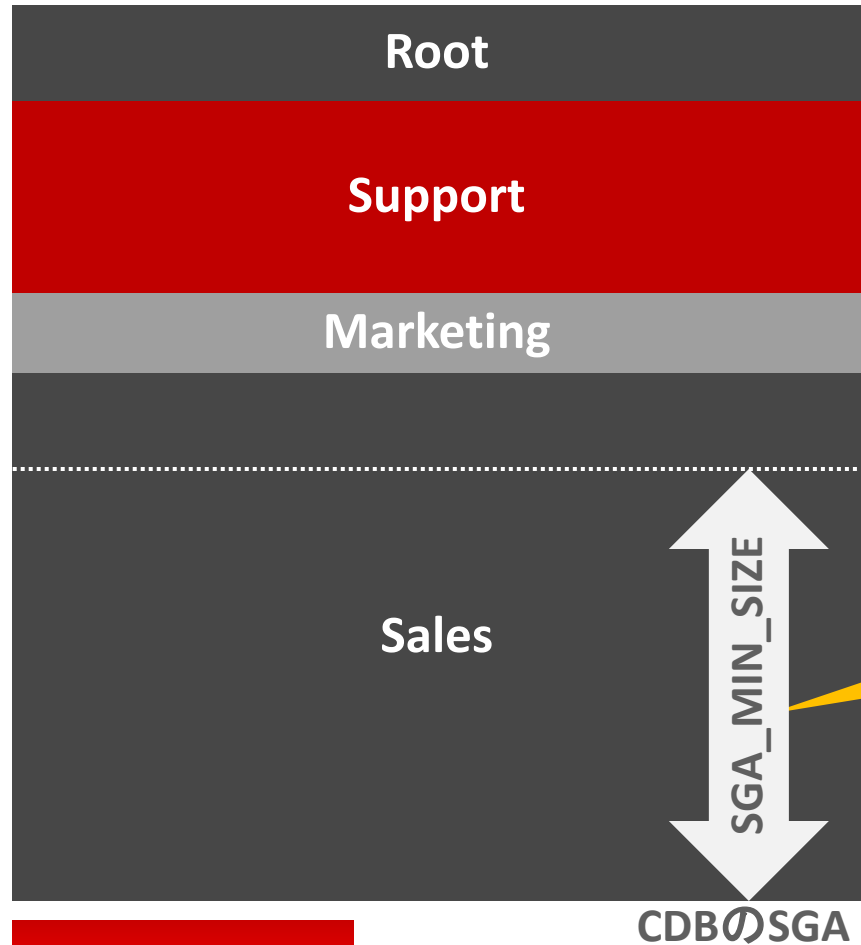 Root
Support
Marketing
Sales
SGA_MIN_SIZE
CDBのSGA